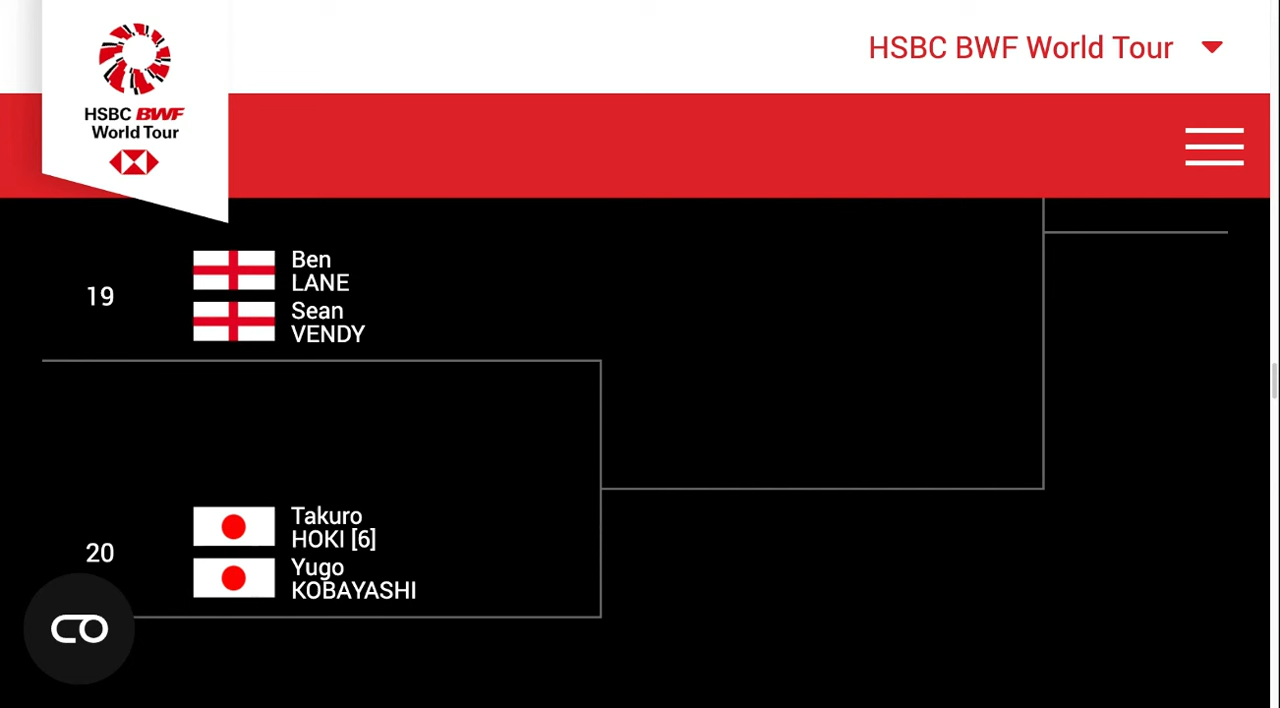 HSBC BWF World Tour
HSBC BWF
World Tour
19
Ben
LANE
Sean
VENDY
20
Takuro
HOKI [6]
Yugo
KOBAYASHI